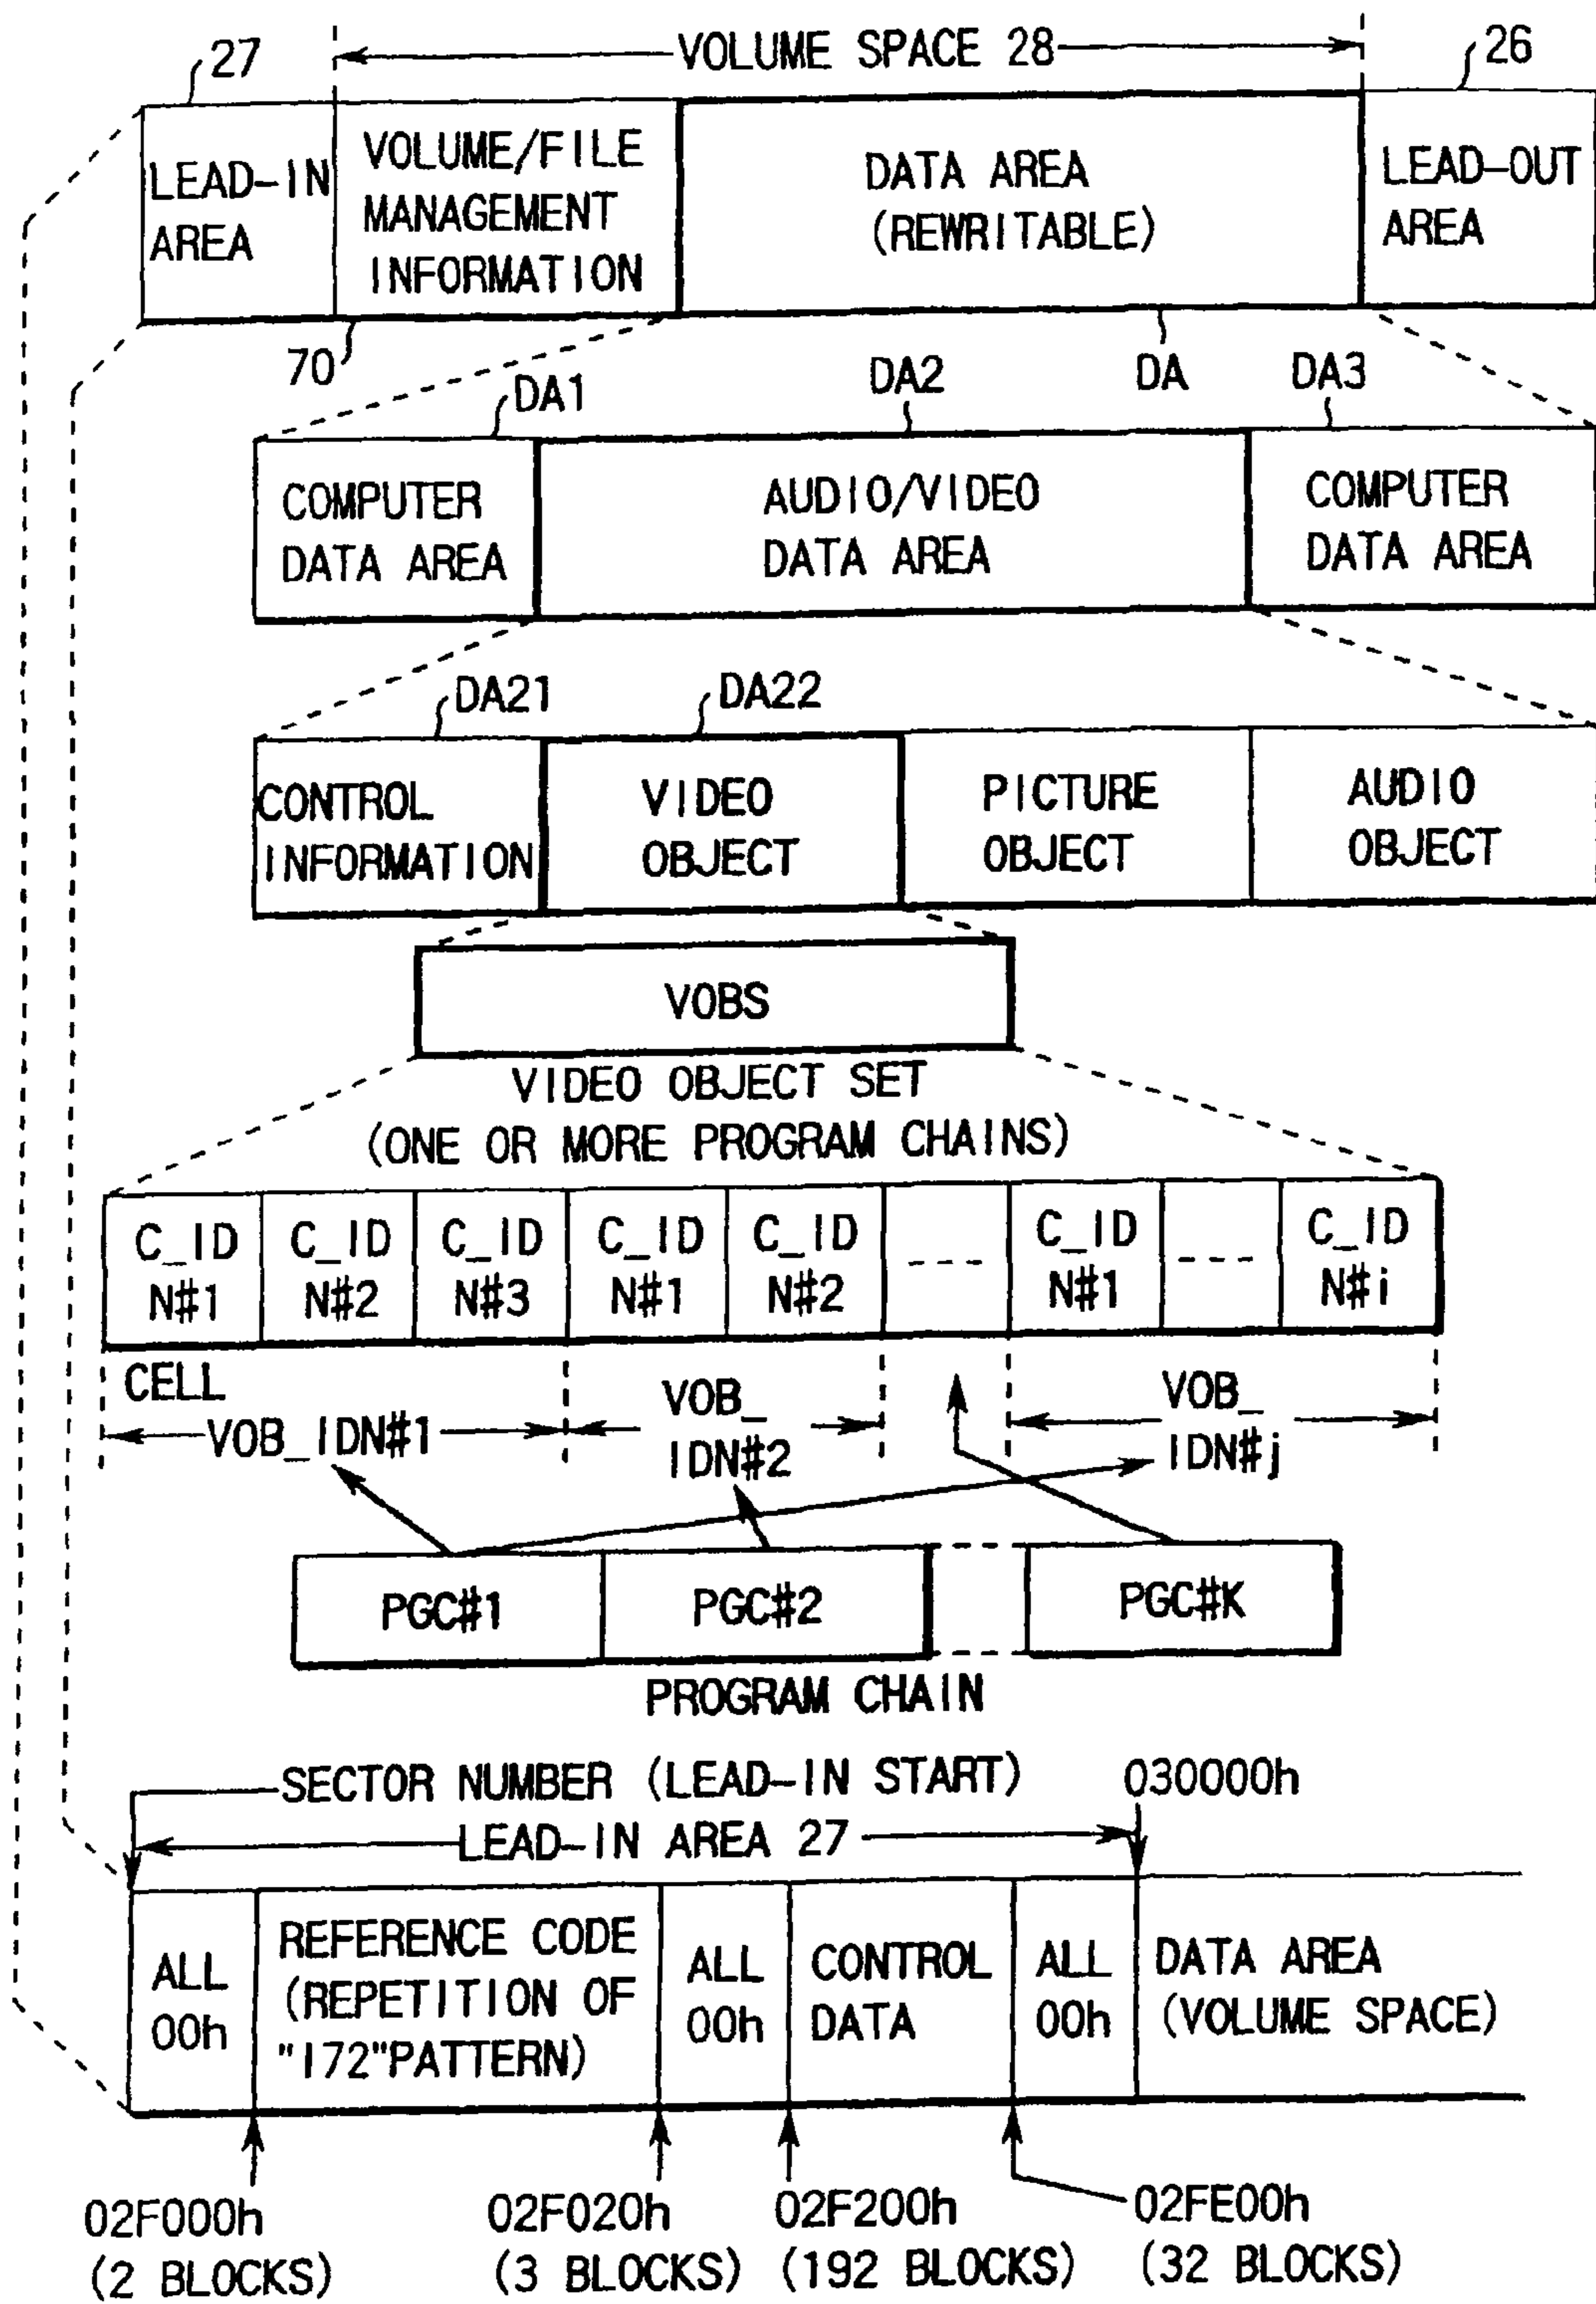 27
VOLUME SPACE 28
26
LEAD-IN
AREA
VOLUME/FILE
MANAGEMENT
INFORMATION
DATA AREA
(REWRITABLE)
LEAD-OUT
AREA
70
DA1
DA2
DA
DA3
COMPUTER
DATA AREA
AUDIO/VIDEO
DATA AREA
COMPUTER
DATA AREA
DA21
DA22
CONTROL
INFORMATION
VIDEO
OBJECT
PICTURE
OBJECT
AUDIO
OBJECT
VOBS
VIDEO OBJECT SET
(ONE OR MORE PROGRAM CHAINS)
C_ID
N#1
C_ID
N#2
C_ID
N#3
C_ID
N#1
C_ID
N#2
C_ID
N#1
C_ID
N#i
CELL
VOB_IDN#1
VOB_
IDN#2
VOB_
IDN#j
PGC#1
PGC#2
PGC#K
PROGRAM CHAIN
SECTOR NUMBER (LEAD-IN START)
030000h
LEAD-IN AREA 27
ALL
00h
REFERENCE CODE
(REPETITION OF
"172"PATTERN)
ALL
00h
CONTROL
DATA
ALL
00h
DATA AREA
(VOLUME SPACE)
02F000h
(2 BLOCKS)
02F020h
(3 BLOCKS)
02F200h
(192 BLOCKS)
02FE00h
(32 BLOCKS)